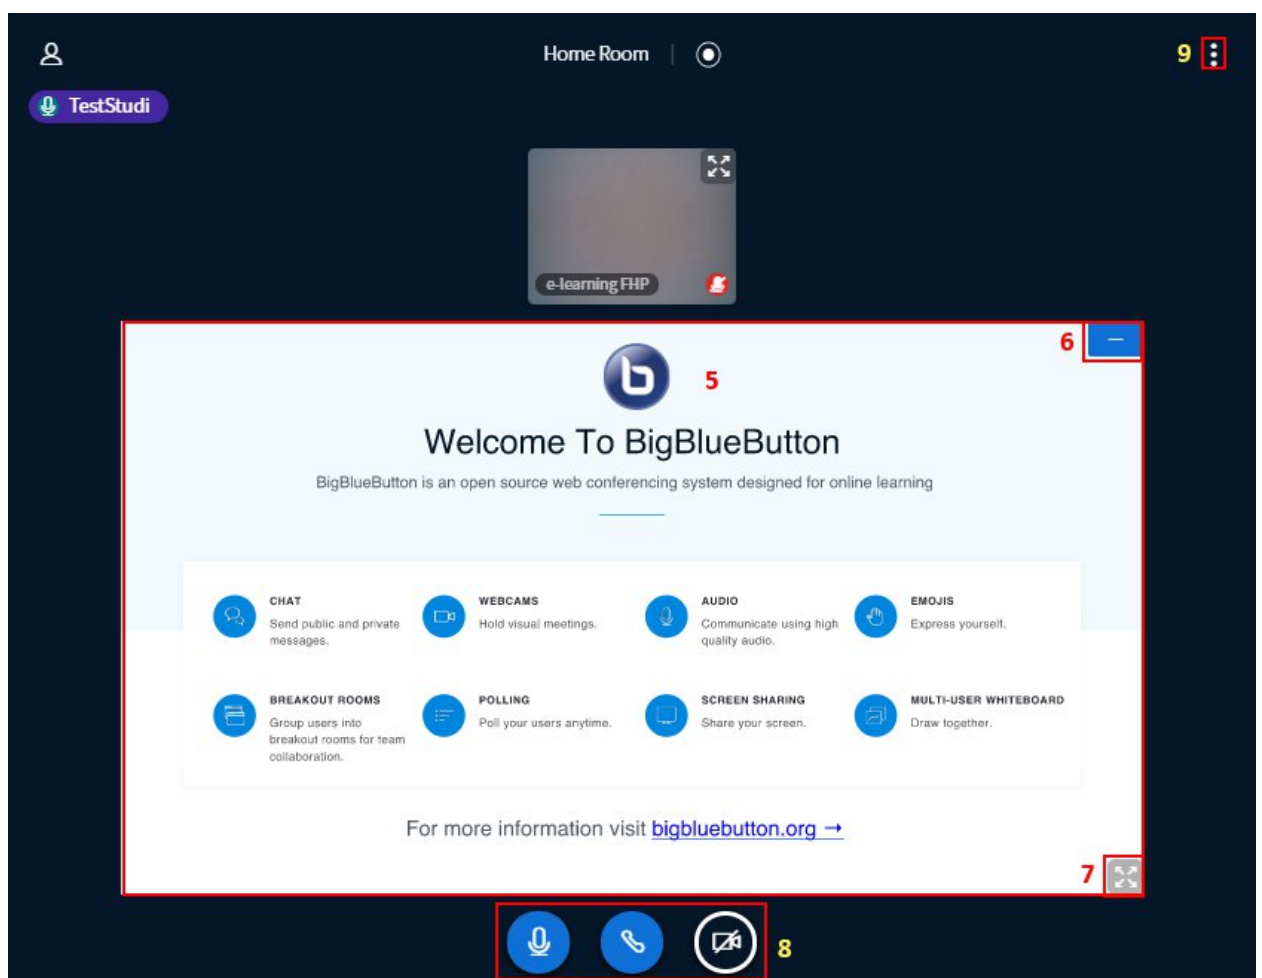 Home Room
9
TestStudi
e-learning FHP
6
5
Welcome To BigBlueButton
BigBlueButton is an open source web conferencing system designed for online learning
CHAT
Send public and private
messages.
WEBCAMS
Hold visual meetings.
AUDIO
Communicate using high
quality audio.
EMOJIS
Express yourself.
BREAKOUT ROOMS
Group users into
breakout rooms for team
collaboration.
POLLING
Poll your users anytime.
SCREEN SHARING
Share your screen.
MULTI-USER WHITEBOARD
Draw together.
For more information visit bigbluebutton.org →
7
8